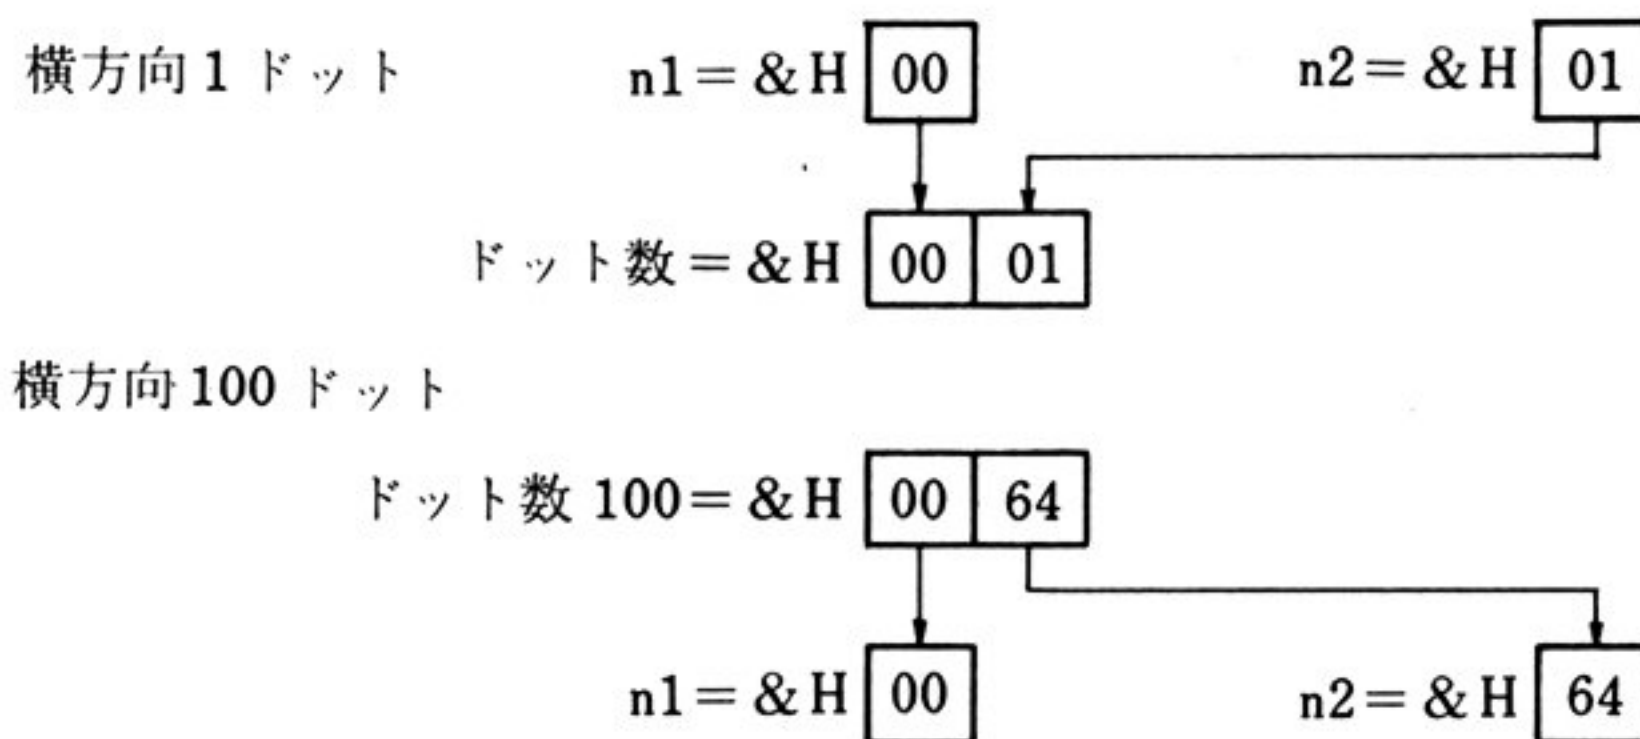 横方向1ドット n1=&H 00 n2=&H 01
ドット数=&H 00 01
横方向100ドット
ドット数 100=&H 00 64
n1=&H 00 n2=&H 64